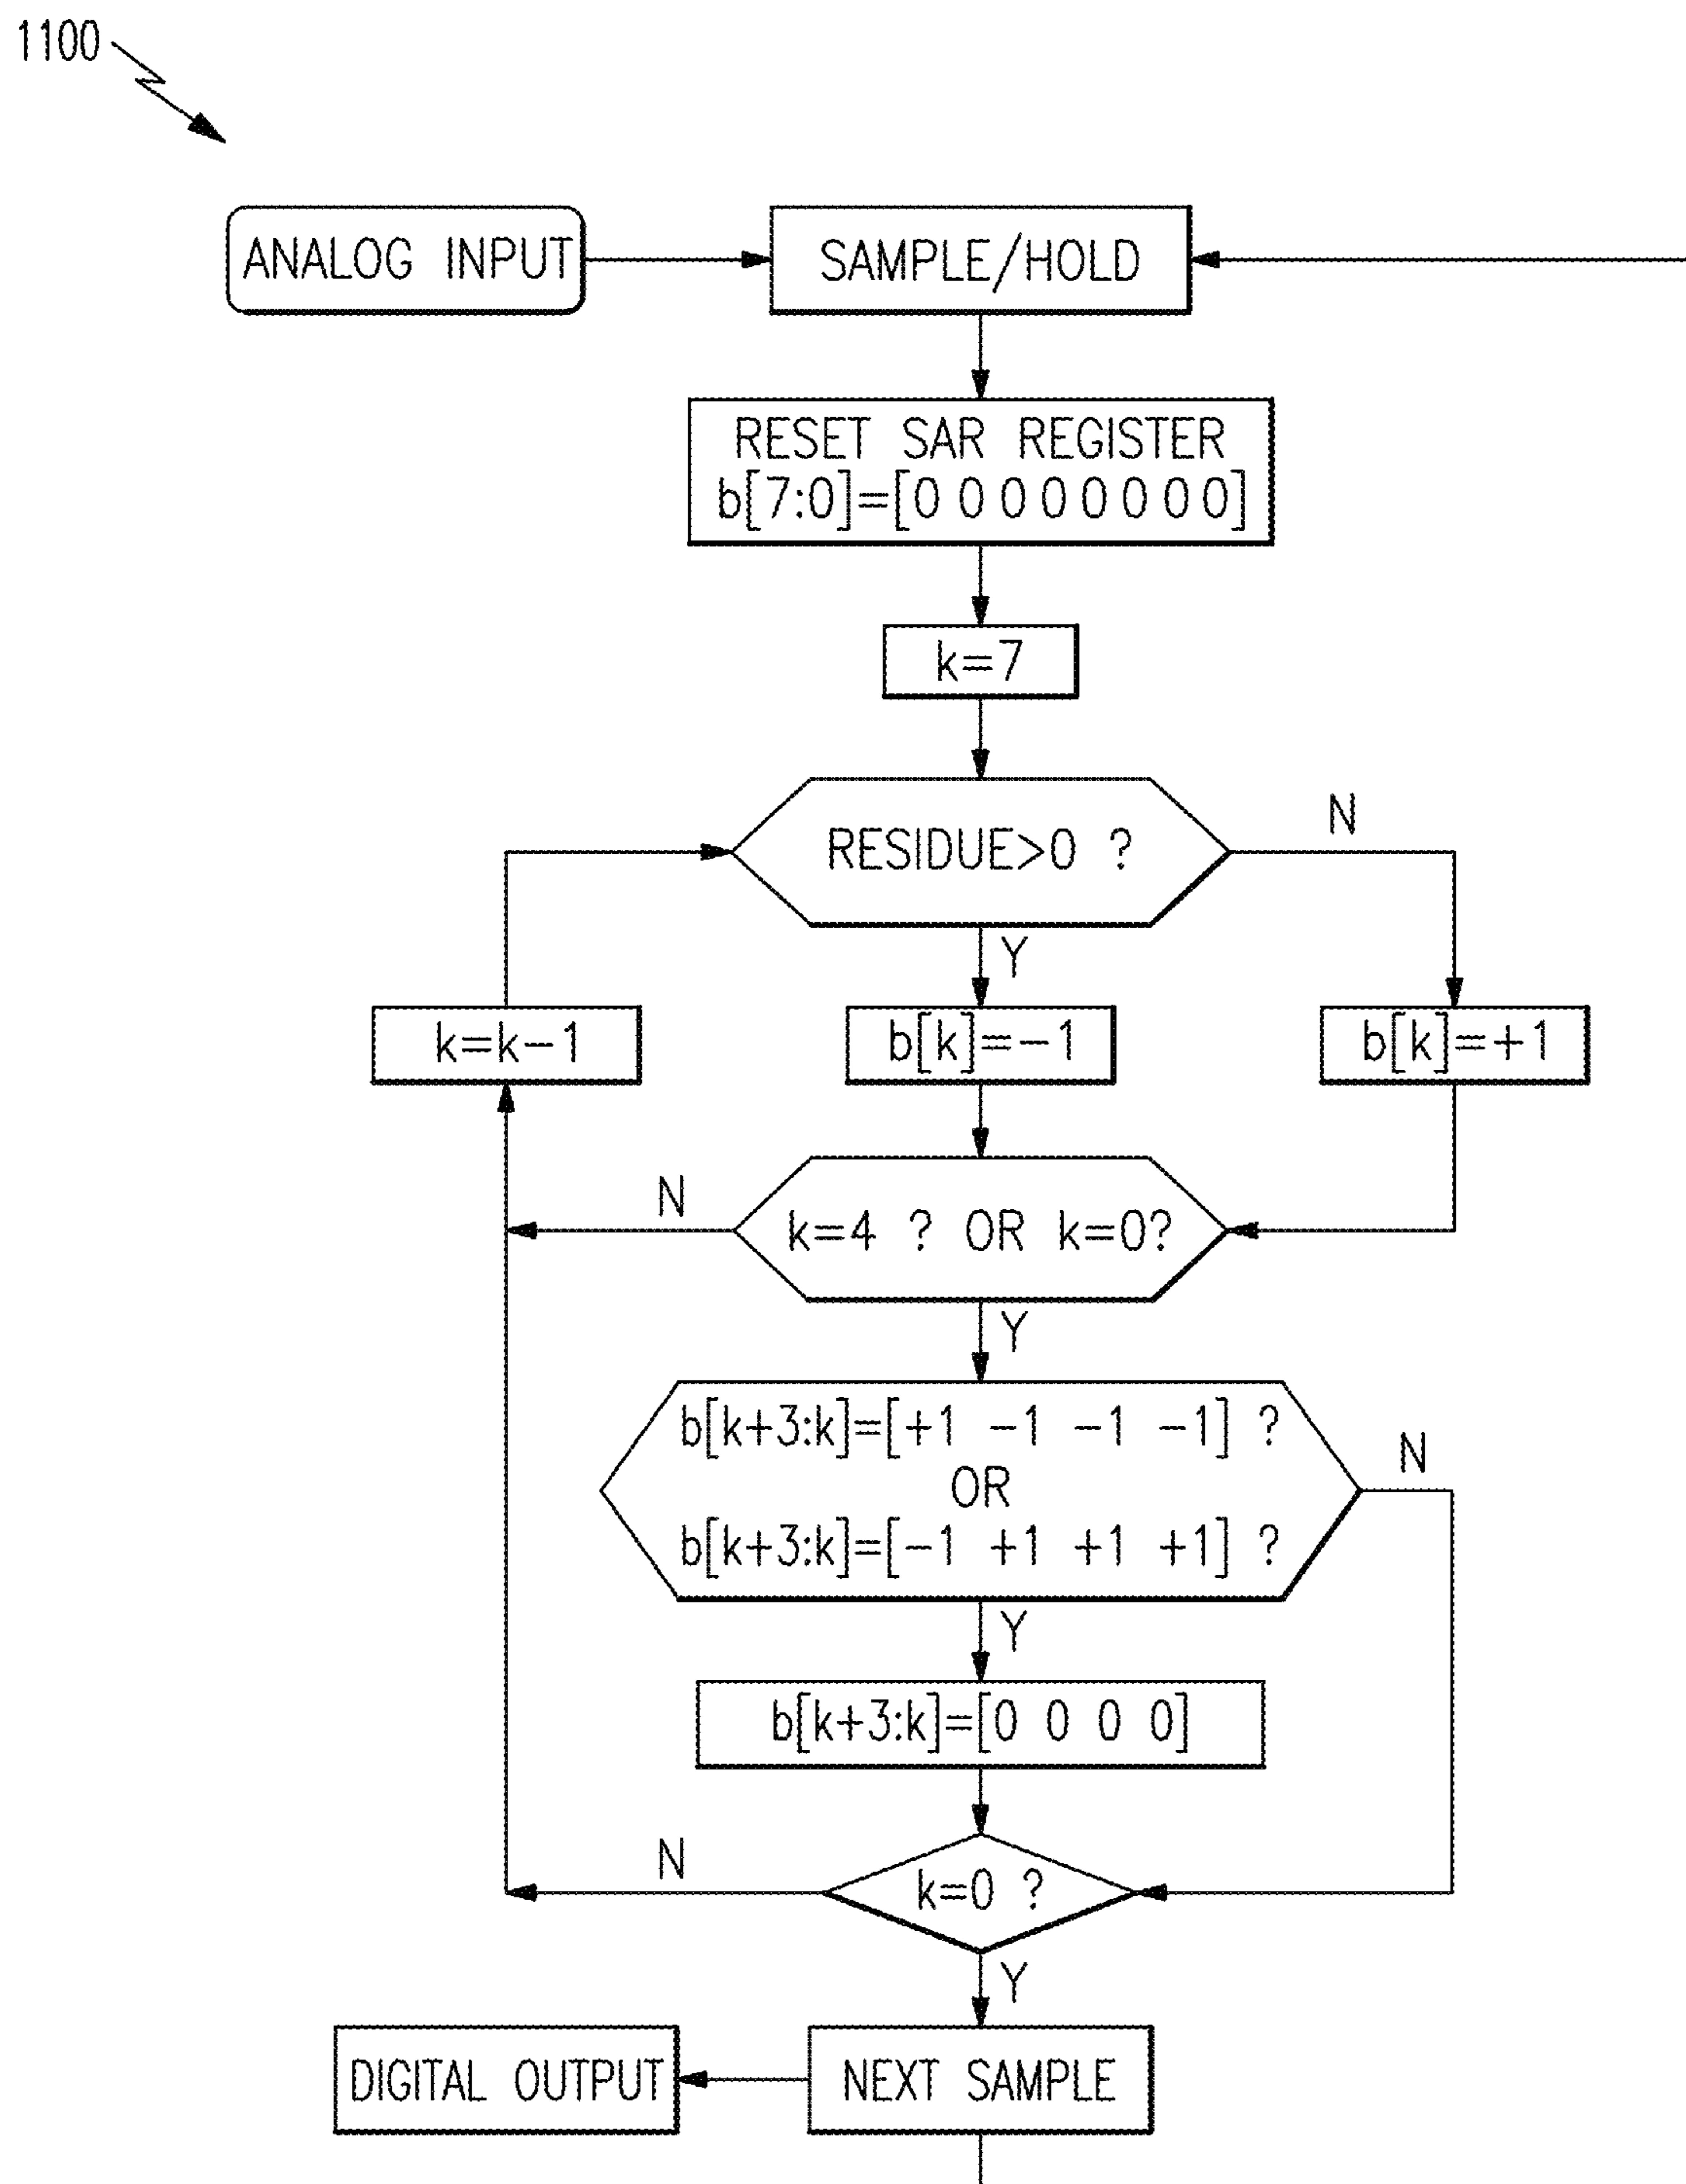 1100
ANALOG INPUT
SAMPLE/HOLD
RESET SAR REGISTER
b[7:0]=[0 0 0 0 0 0 0 0]
k=7
RESIDUE>0 ?
N
Y
k=k-1
b[k]=-1
b[k]=+1
N
k=4 ? OR k=0?
Y
b[k+3:k]=[+1 -1 -1 -1] ?
OR
b[k+3:k]=[-1 +1 +1 +1] ?
N
Y
b[k+3:k]=[0 0 0 0]
N
k=0 ?
Y
DIGITAL OUTPUT
NEXT SAMPLE